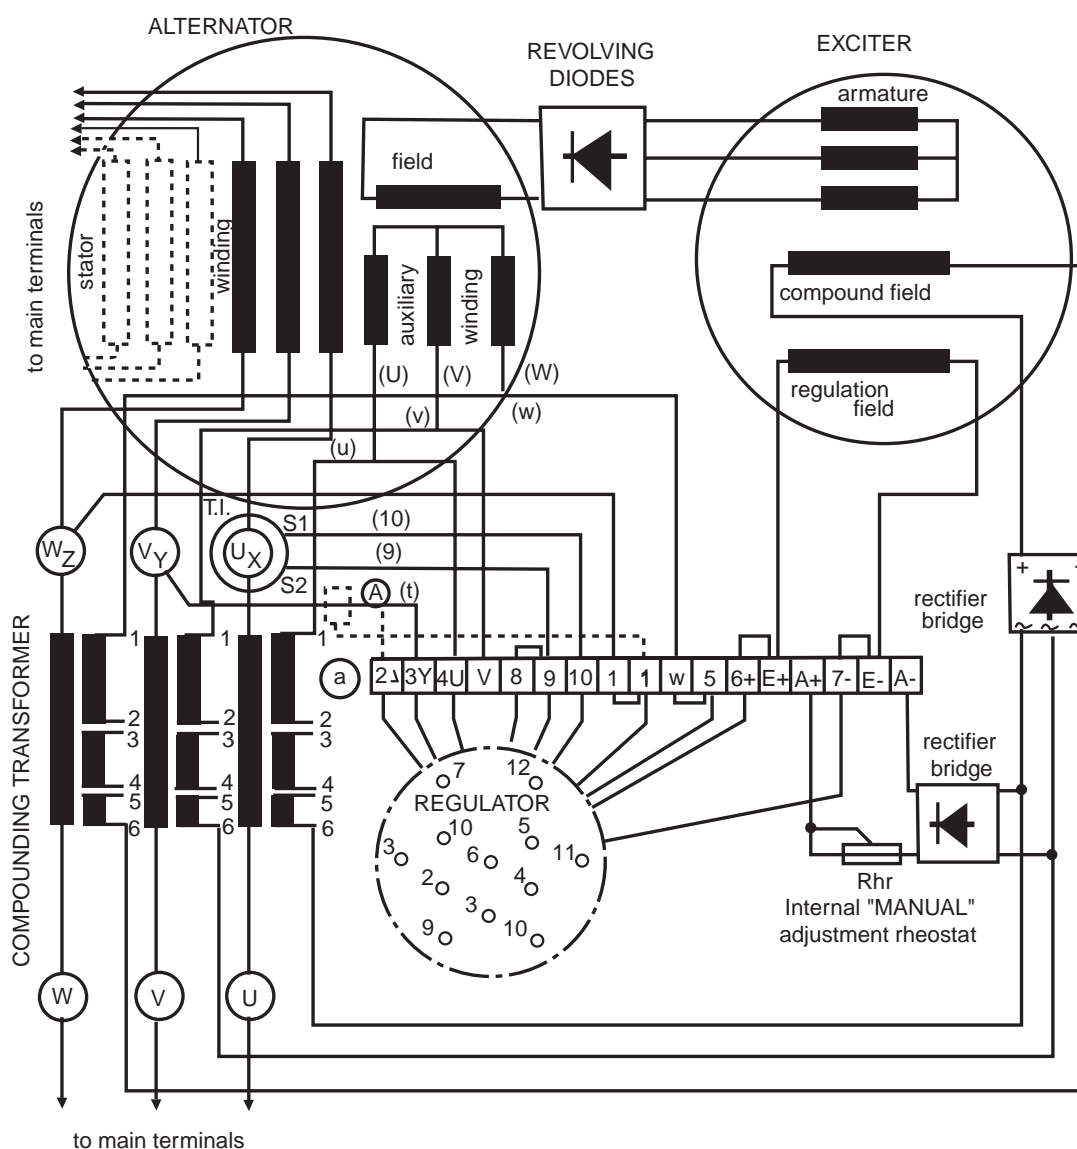 ALTERNATOR
REVOLVING
DIODES
EXCITER
armature
field
to main terminals
stator
winding
auxiliary
winding
compound field
regulation
field
(U)
(V)
(W)
(v)
(w)
(u)
T.I.
S1
(10)
(9)
S2
A
(t)
WZ
VY
UX
rectifier
bridge
+
-
~ ~ ~
COMPOUNDING TRANSFORMER
1
2
3
4
5
6
1
2
3
4
5
6
1
2
3
4
5
6
a
2 3Y 4U V 8 9 10 1 1 w 5 6+ E+ A+ 7- E- A-
rectifier
bridge
7
12
REGULATOR
10
5
3
6
11
2
4
3
9
10
Rhr
Internal "MANUAL"
adjustment rheostat
W
V
U
to main terminals